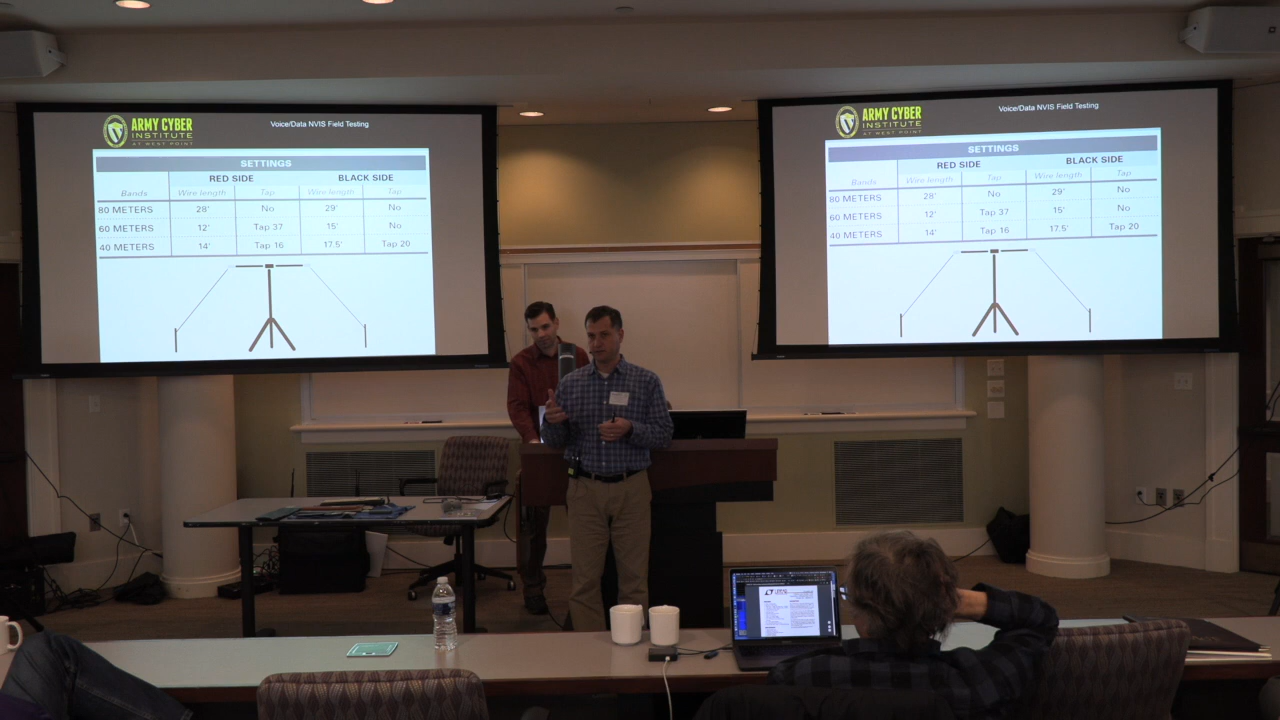 ARMY CYBER
INSTITUTE
AT WEST POINT
Voice/Data NVIS Field Testing
SETTINGS
RED SIDE BLACK SIDE
Bands Wire length Tap Wire length Tap
80 METERS 28' No 29' No
60 METERS 12' Tap 37 15' No
40 METERS 14' Tap 16 17.5' Tap 20
ARMY CYBER
INSTITUTE
AT WEST POINT
Voice/Data NVIS Field Testing
SETTINGS
RED SIDE BLACK SIDE
Bands Wire length Tap Wire length Tap
80 METERS 28' No 29' No
60 METERS 12' Tap 37 15' No
40 METERS 14' Tap 16 17.5' Tap 20